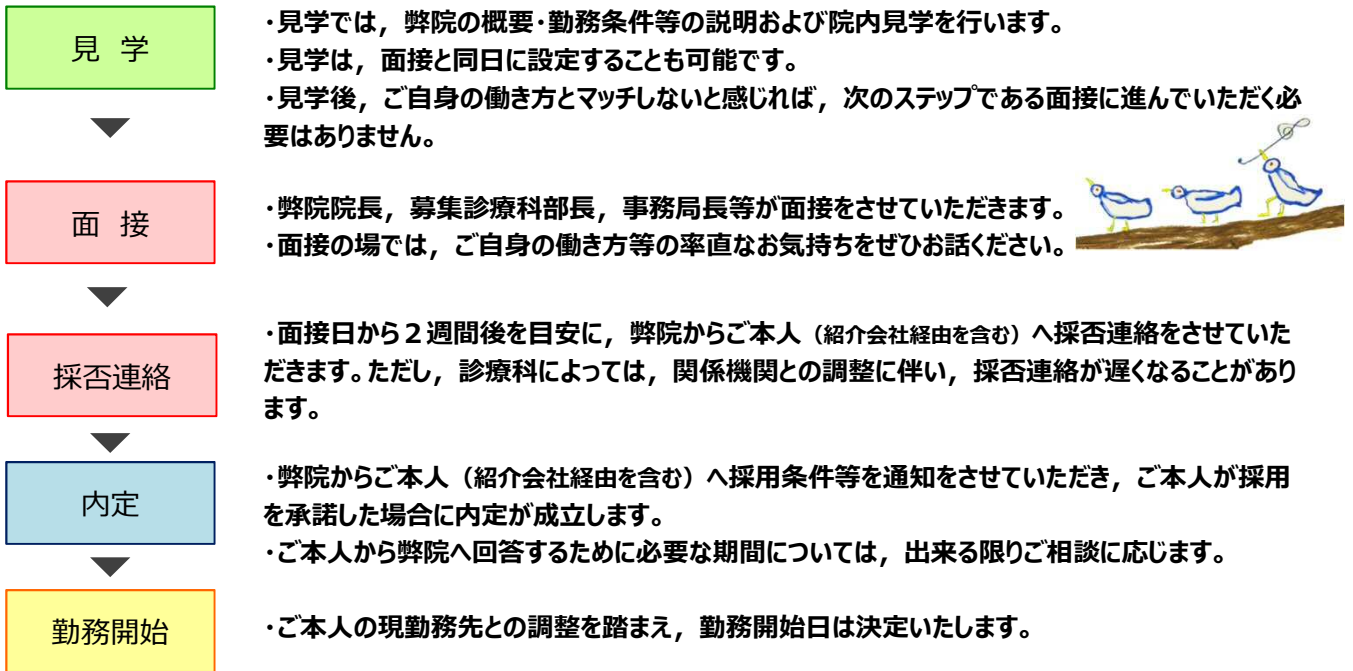 見 学
・見学では，弊院の概要・勤務条件等の説明および院内見学を行います。
・見学は，面接と同日に設定することも可能です。
・見学後，ご自身の働き方とマッチしないと感じれば，次のステップである面接に進んでいただく必
要はありません。
面 接
・弊院院長，募集診療科部長，事務局長等が面接をさせていただきます。
・面接の場では，ご自身の働き方等の率直なお気持ちをぜひお話ください。
採否連絡
・面接日から２週間後を目安に，弊院からご本人（紹介会社経由を含む）へ採否連絡をさせていた
だきます。ただし，診療科によっては，関係機関との調整に伴い，採否連絡が遅くなることがあり
ます。
内定
・弊院からご本人（紹介会社経由を含む）へ採用条件等を通知をさせていただき，ご本人が採用
を承諾した場合に内定が成立します。
・ご本人から弊院へ回答するために必要な期間については，出来る限りご相談に応じます。
勤務開始
・ご本人の現勤務先との調整を踏まえ，勤務開始日は決定いたします。